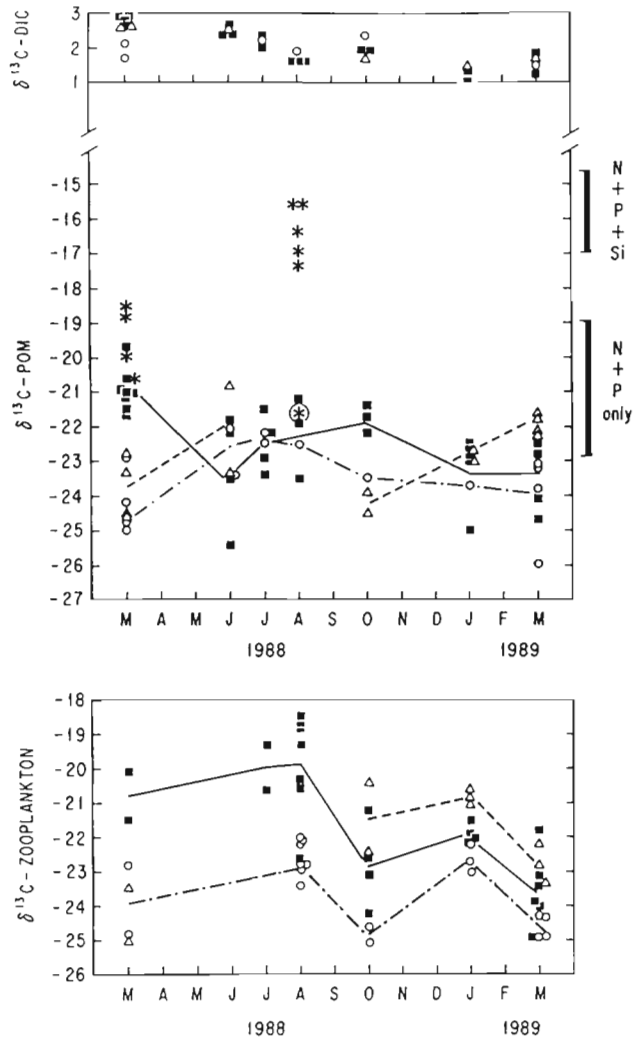 δ ¹³C-DIC
3
2
1
δ ¹³C-POM
-15
-16
-17
-18
-19
-20
-21
-22
-23
-24
-25
-26
-27
M A M J J A S O N D J F M
1988 1989
N
+
P
+
Si
N
+
P
only
δ ¹³C-ZOOPLANKTON
-18
-19
-20
-21
-22
-23
-24
-25
-26
M A M J J A S O N D J F M
1988 1989